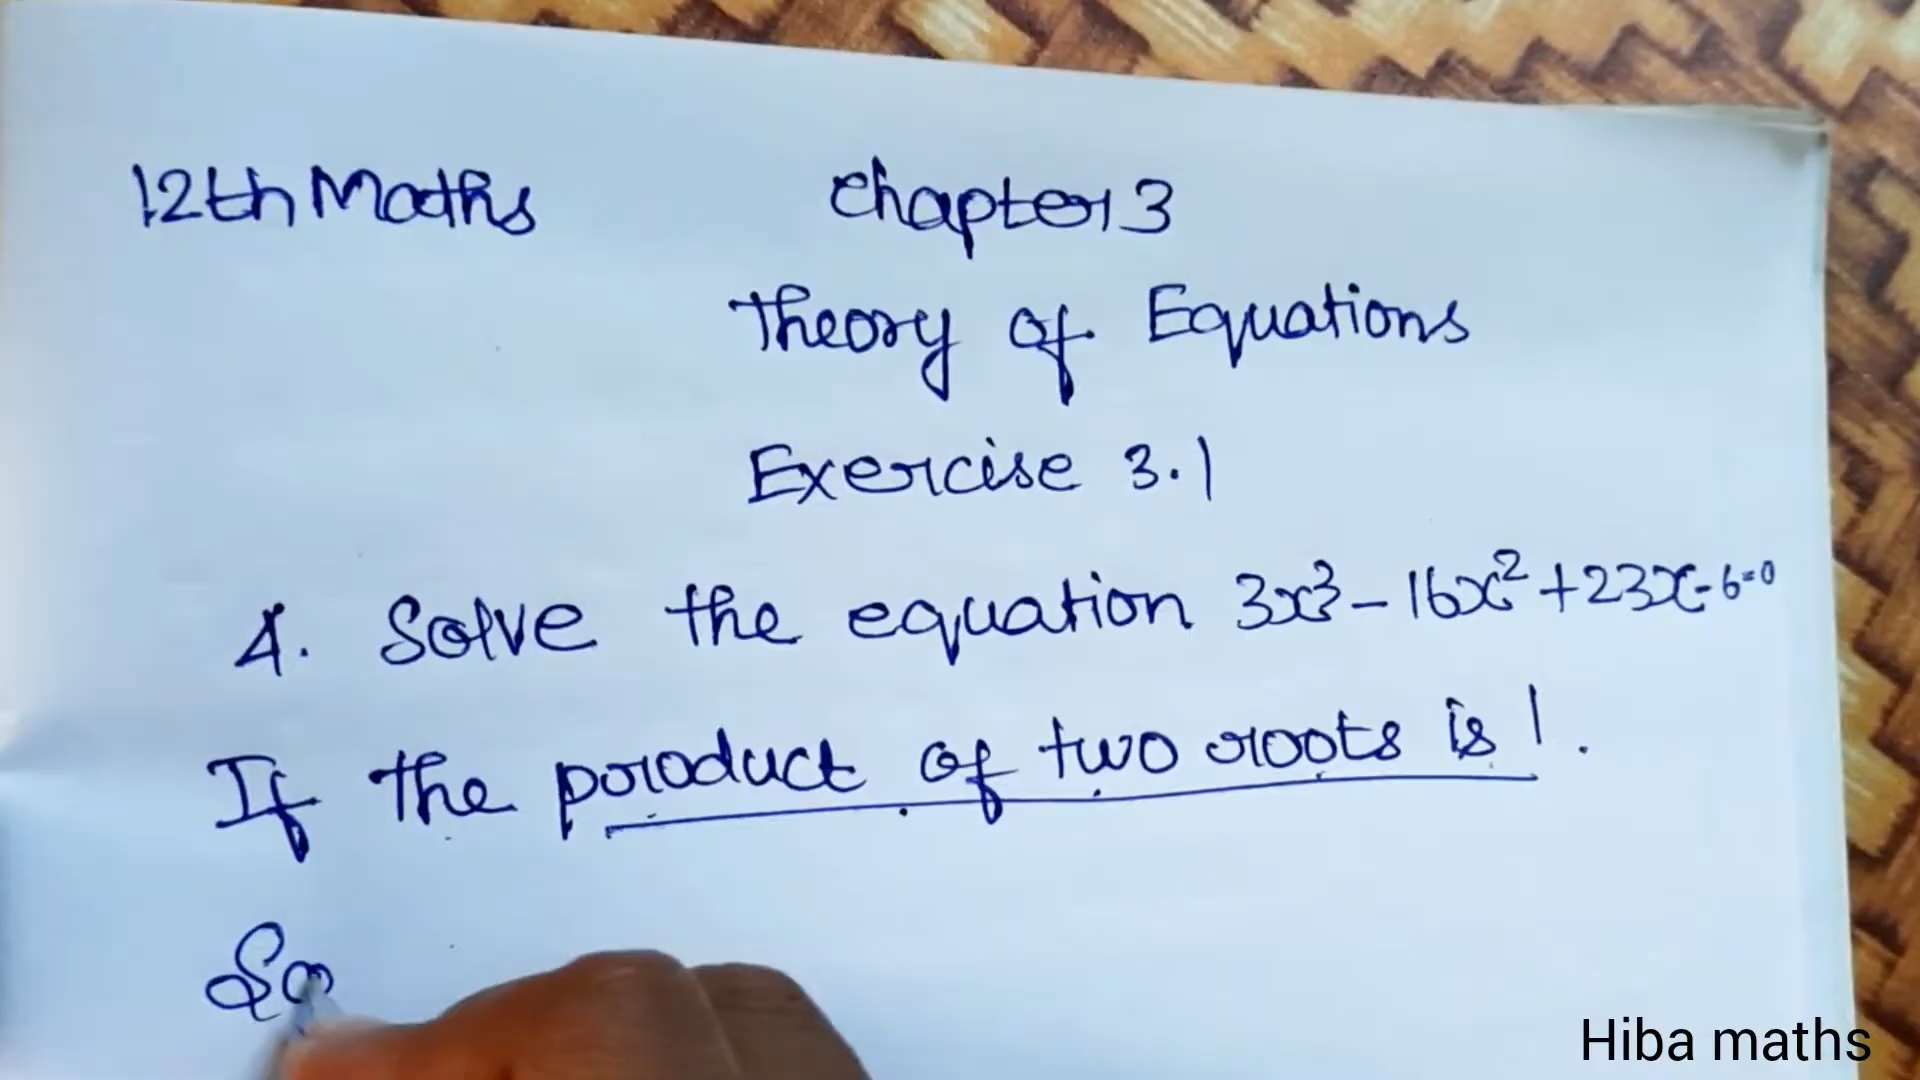 12th Maths
Chapter 3
Theory of Equations
Exercise 3.1
4. Solve the equation 3x³ - 16x² + 23x - 6 = 0
If the product of two roots is 1.
So
Hiba maths